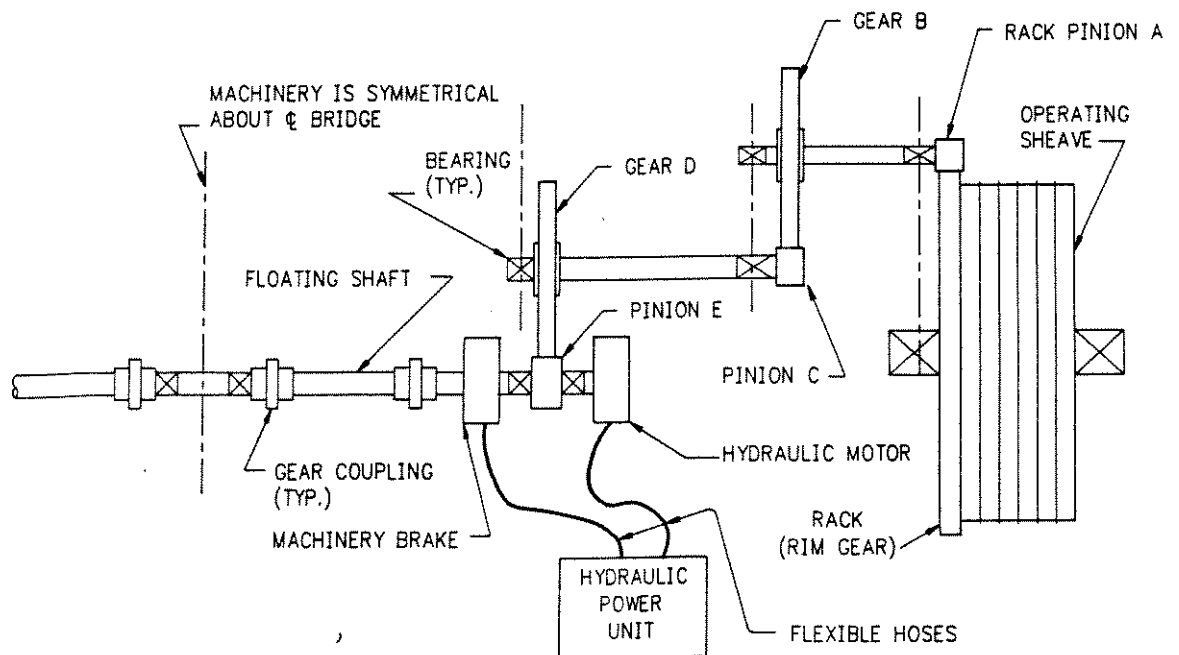 GEAR B
RACK PINION A
MACHINERY IS SYMMETRICAL
ABOUT ℄ BRIDGE
OPERATING
SHEAVE
BEARING
(TYP.)
GEAR D
FLOATING SHAFT
PINION E
PINION C
GEAR COUPLING
(TYP.)
HYDRAULIC MOTOR
MACHINERY BRAKE
RACK
(RIM GEAR)
HYDRAULIC
POWER
UNIT
FLEXIBLE HOSES